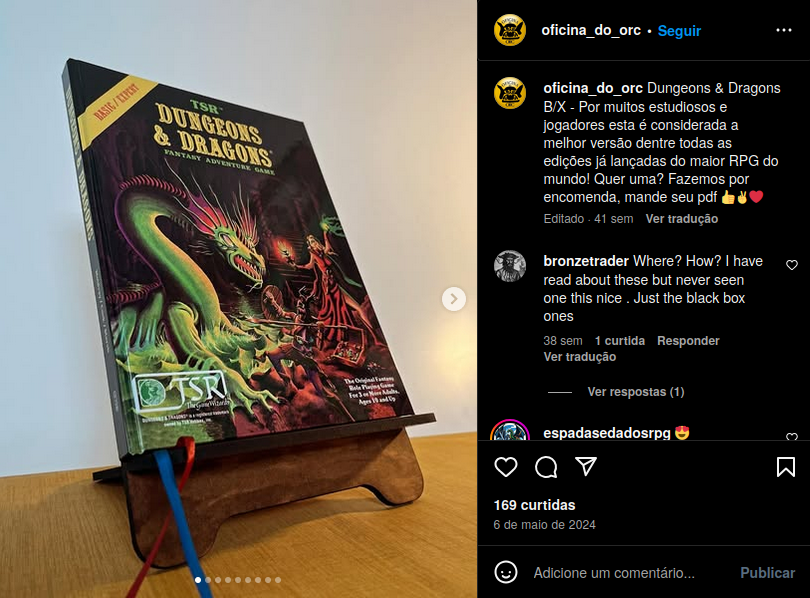 BASIC/EXPERT
TSR™
DUNGEONS
& DRAGONS®
FANTASY ADVENTURE GAME
TSR
The Game Wizards
The Original Fantasy
Role Playing Game
For 3 or More Adults,
Ages 10 and Up
oficina_do_orc • Seguir
oficina_do_orc Dungeons & Dragons
B/X - Por muitos estudiosos e
jogadores esta é considerada a
melhor versão dentre todas as
edições já lançadas do maior RPG do
mundo! Quer uma? Fazemos por
encomenda, mande seu pdf 👍✌️❤️
Editado · 41 sem Ver tradução
bronzetrader Where? How? I have
read about these but never seen
one this nice . Just the black box
ones
38 sem 1 curtida Responder
Ver tradução
Ver respostas (1)
espadasedadosrpg 😍
169 curtidas
6 de maio de 2024
Adicione um comentário...
Publicar